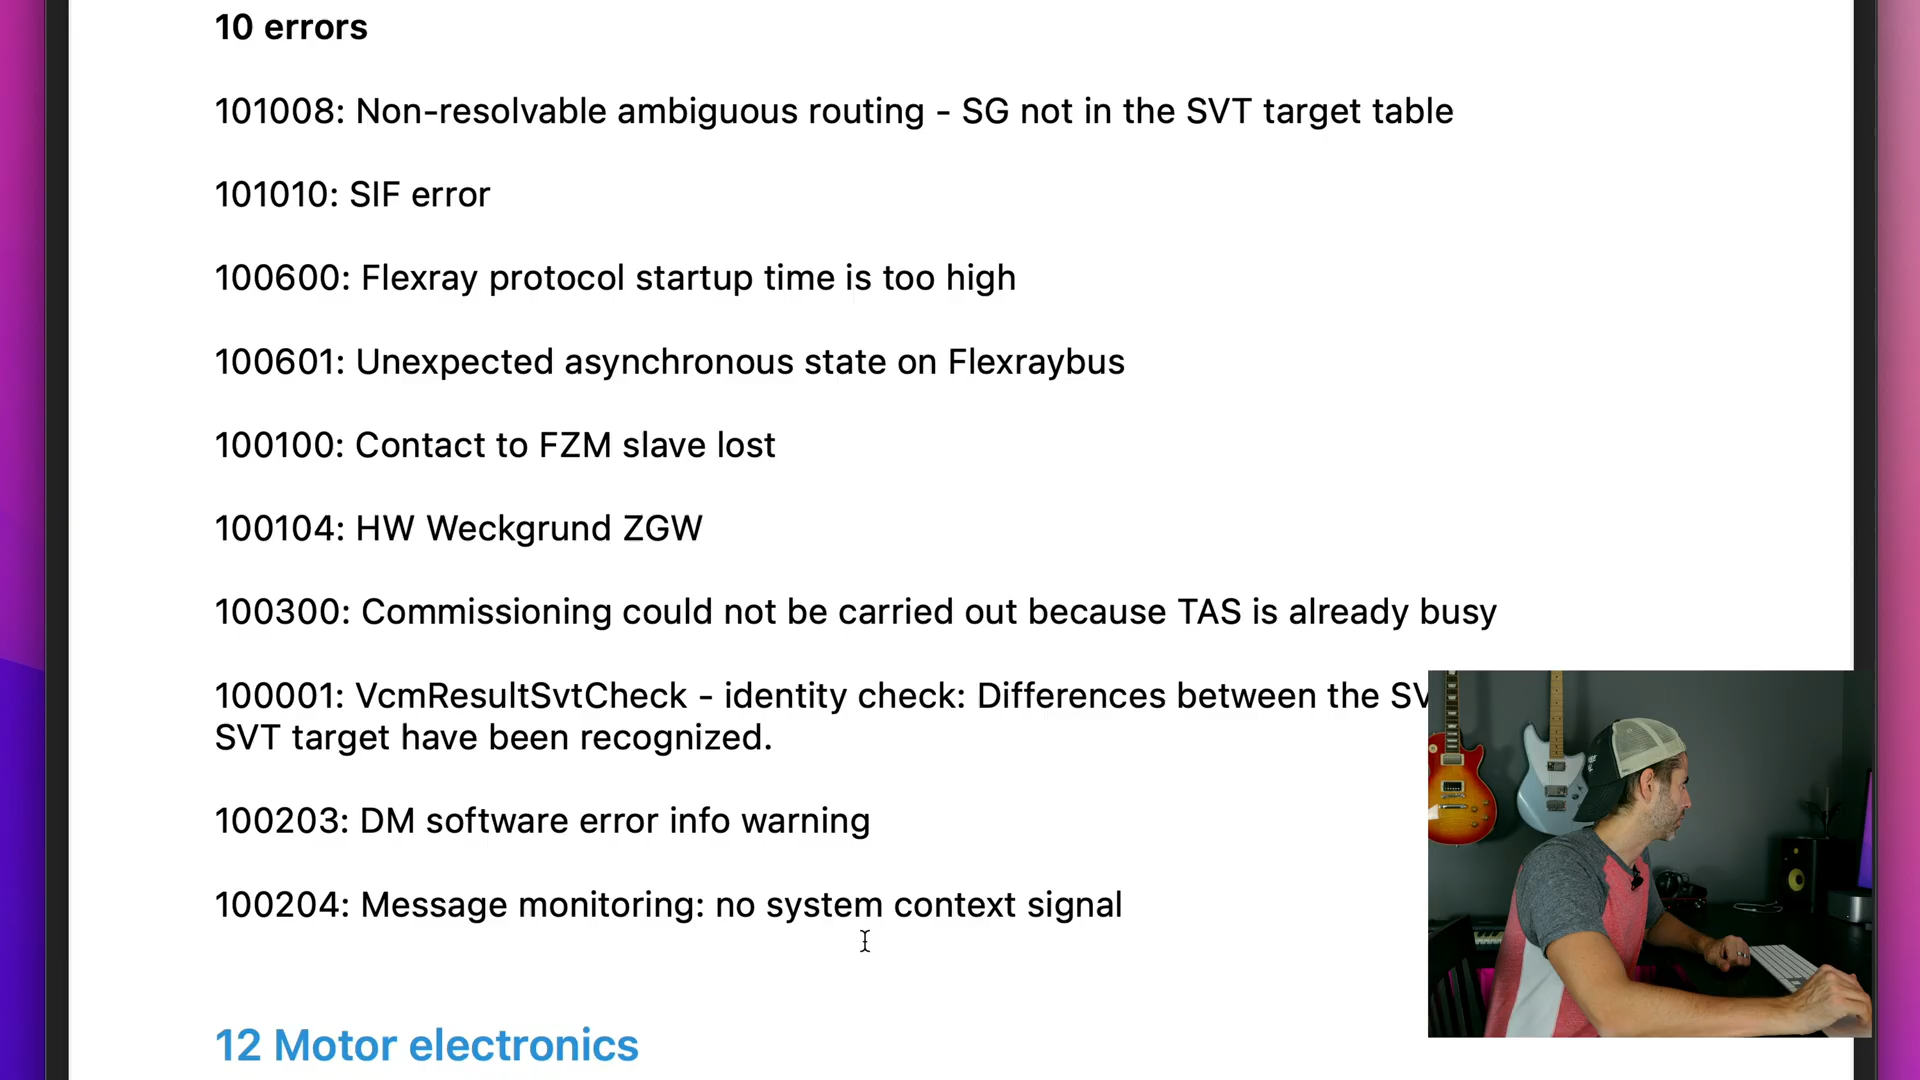 10 errors
101008: Non-resolvable ambiguous routing - SG not in the SVT target table
101010: SIF error
100600: Flexray protocol startup time is too high
100601: Unexpected asynchronous state on Flexraybus
100100: Contact to FZM slave lost
100104: HW Weckgrund ZGW
100300: Commissioning could not be carried out because TAS is already busy
100001: VcmResultSvtCheck - identity check: Differences between the
SVT target have been recognized.
100203: DM software error info warning
100204: Message monitoring: no system context signal
12 Motor electronics